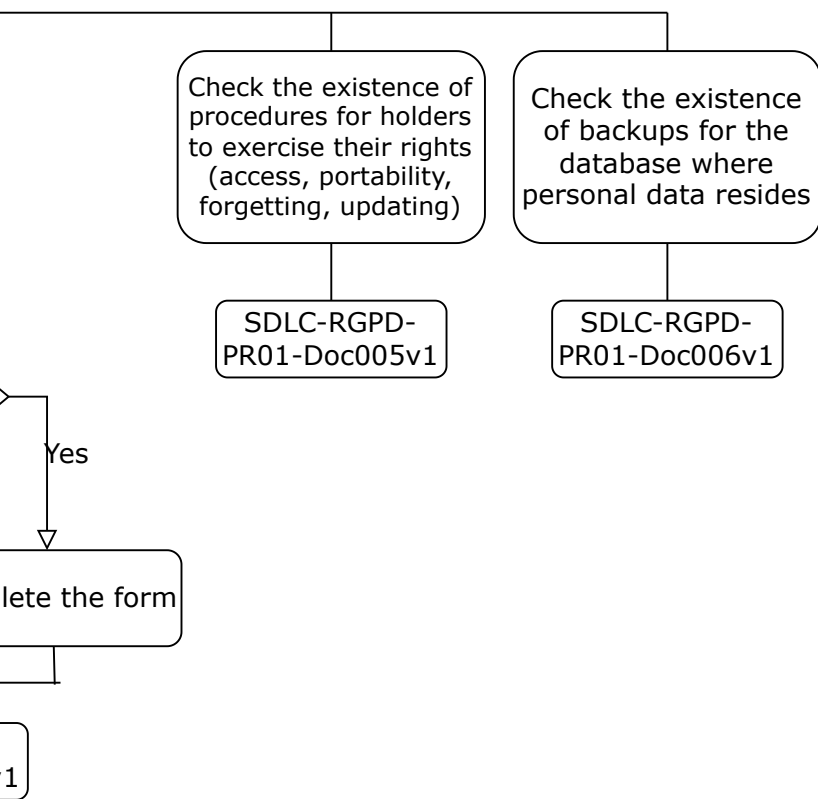 Check the existence of
procedures for holders
to exercise their rights
(access, portability,
forgetting, updating)
Check the existence
of backups for the
database where
personal data resides
SDLC-RGPD-
PR01-Doc005v1
SDLC-RGPD-
PR01-Doc006v1
Yes
lete the form
v1